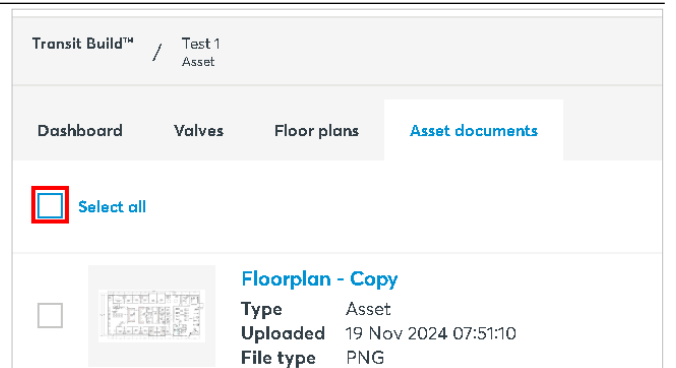 Transit Build™ / Test 1
Asset
Dashboard Valves Floor plans Asset documents
Select all
Floorplan - Copy
Type Asset
Uploaded 19 Nov 2024 07:51:10
File type PNG